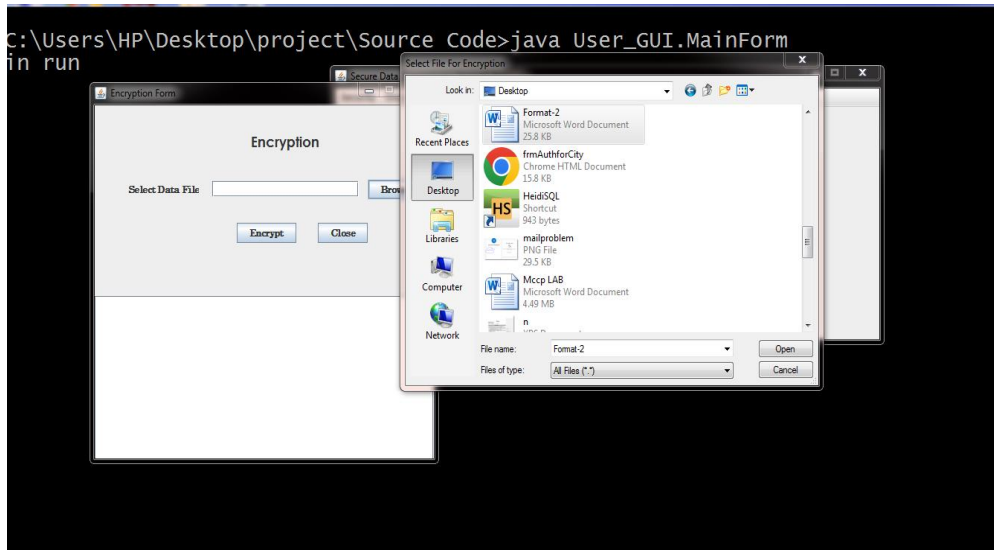 C:\Users\HP\Desktop\project\Source Code>java User_GUI.MainForm
in run
Secure Data
Select File For Encryption
Encryption Form
Encryption
Select Data File
Encrypt
Close
Look in:
Desktop
Recent Places
Desktop
Libraries
Computer
Network
Format-2
Microsoft Word Document
25.8 KB
frmAuthforCity
Chrome HTML Document
15.8 KB
HS
HeidiSQL
Shortcut
943 bytes
mailproblem
PNG File
29.5 KB
Mccp LAB
Microsoft Word Document
4.49 MB
n
File name:
Format-2
Open
Files of type:
All Files (*.*)
Cancel